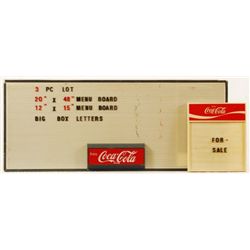 3 PC LOT
20" X 48" MENU BOARD
12" X 15" MENU BOARD
BIG BOX LETTERS
Enjoy Coca-Cola
Coca-Cola
FOR
SALE